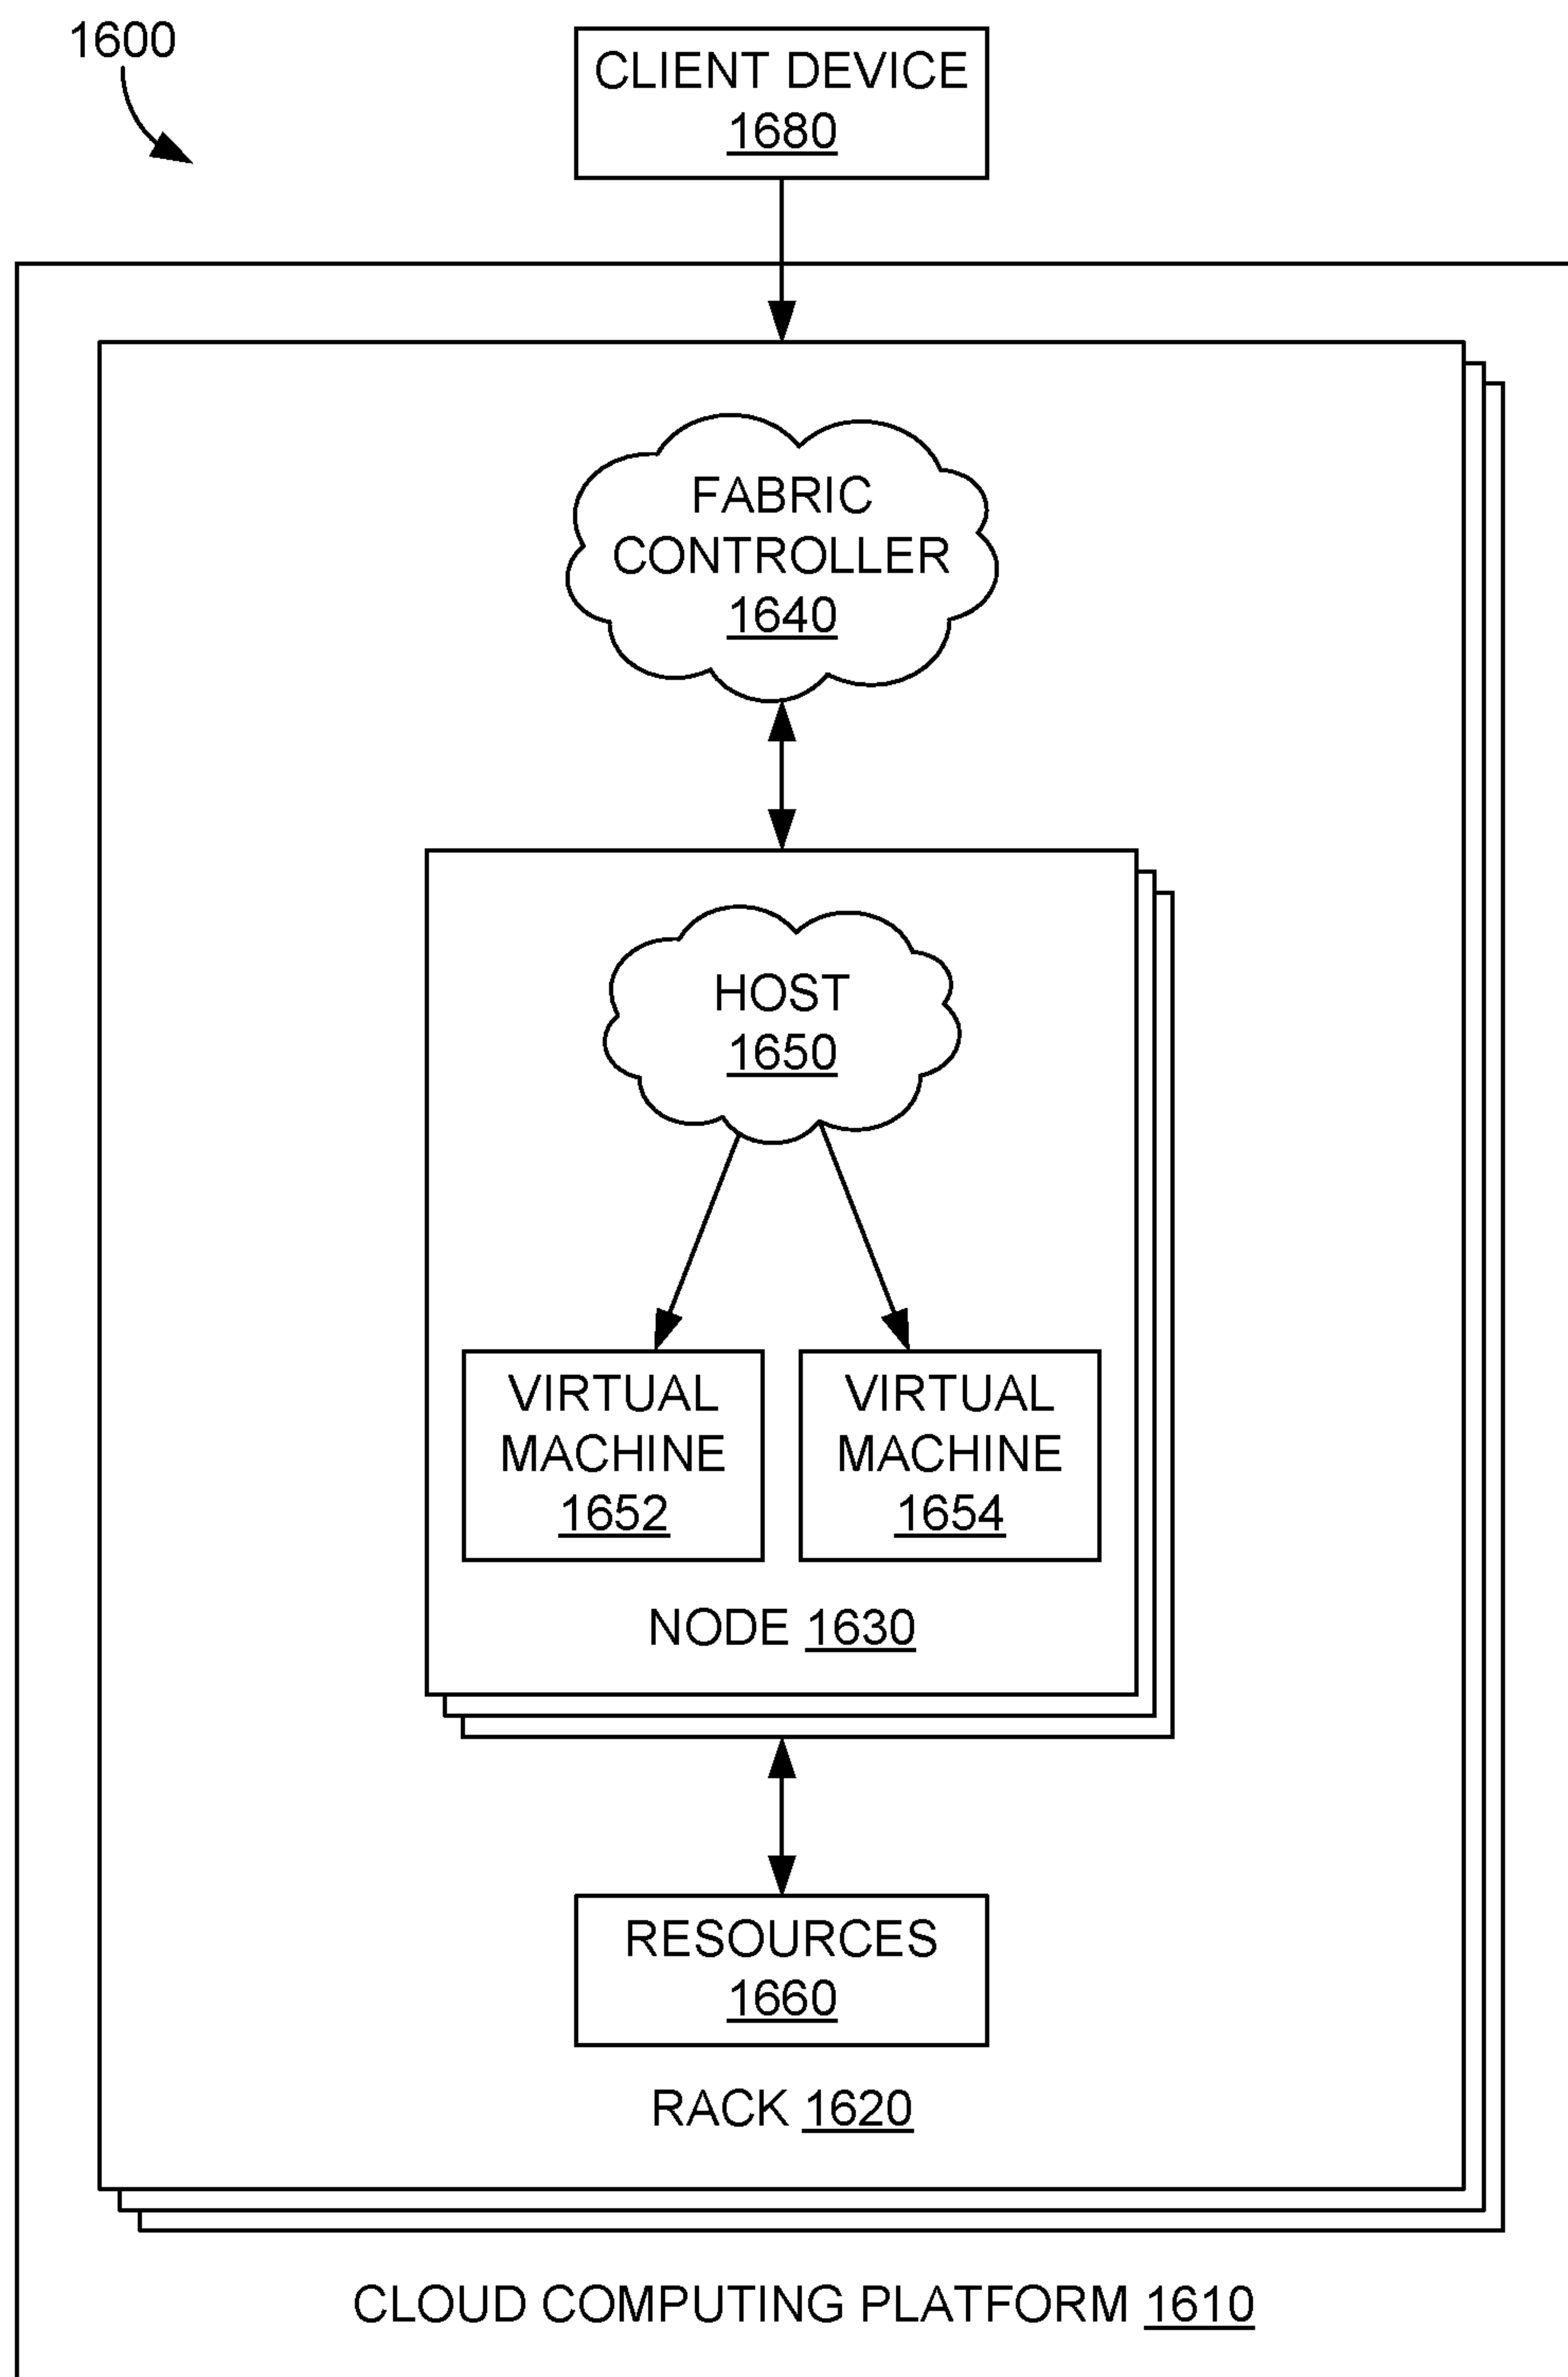 1600
CLIENT DEVICE
1680
FABRIC
CONTROLLER
1640
HOST
1650
VIRTUAL
MACHINE
1652
VIRTUAL
MACHINE
1654
NODE 1630
RESOURCES
1660
RACK 1620
CLOUD COMPUTING PLATFORM 1610